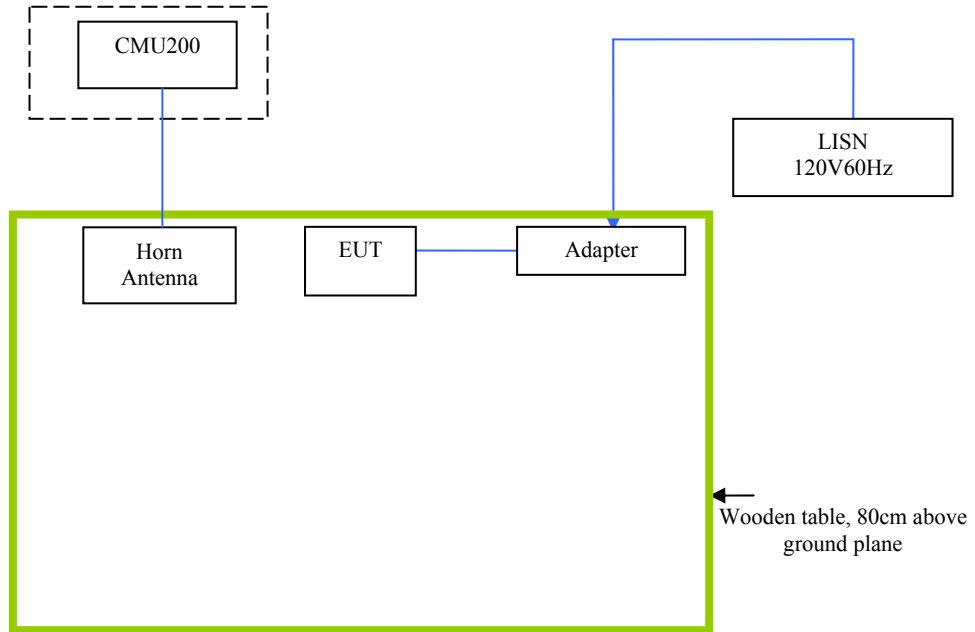 CMU200
LISN
120V60Hz
Horn
Antenna
EUT
Adapter
Wooden table, 80cm above
ground plane